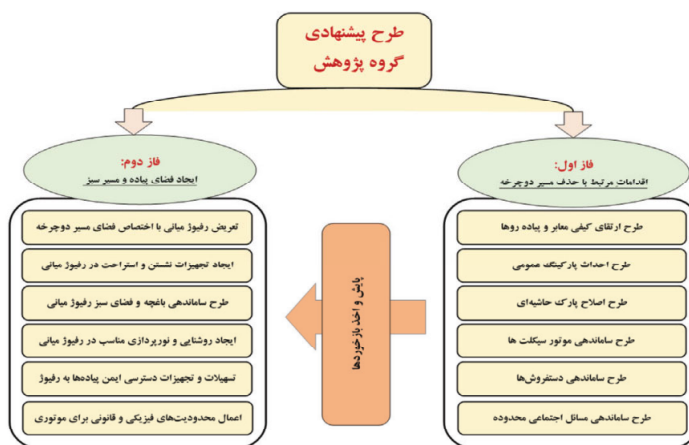 طرح پیشنهادی
گروه پژوهش
فاز اول:
اقدامات مرتبط با حذف مسیر دوچرخه
طرح ارتقای کیفی معابر و پیاده روها
طرح احداث پارکینگ عمومی
طرح اصلاح پارک حاشیه‌ای
طرح ساماندهی موتور سیکلت ها
طرح ساماندهی دستفروش‌ها
طرح ساماندهی مسائل اجتماعی محدوده
پایش و اخذ بازخوردها
فاز دوم:
ایجاد فضای پیاده و مسیر سبز
تعریض رفیوژ میانی با اختصاص فضای مسیر دوچرخه
ایجاد تجهیزات نشستن و استراحت در رفیوژ میانی
طرح ساماندهی باغچه و فضای سبز رفیوژ میانی
ایجاد روشنایی و نورپردازی مناسب در رفیوژ میانی
تسهیلات و تجهیزات دسترسی ایمن پیاده‌ها به رفیوژ
اعمال محدودیت‌های فیزیکی و قانونی برای موتوری